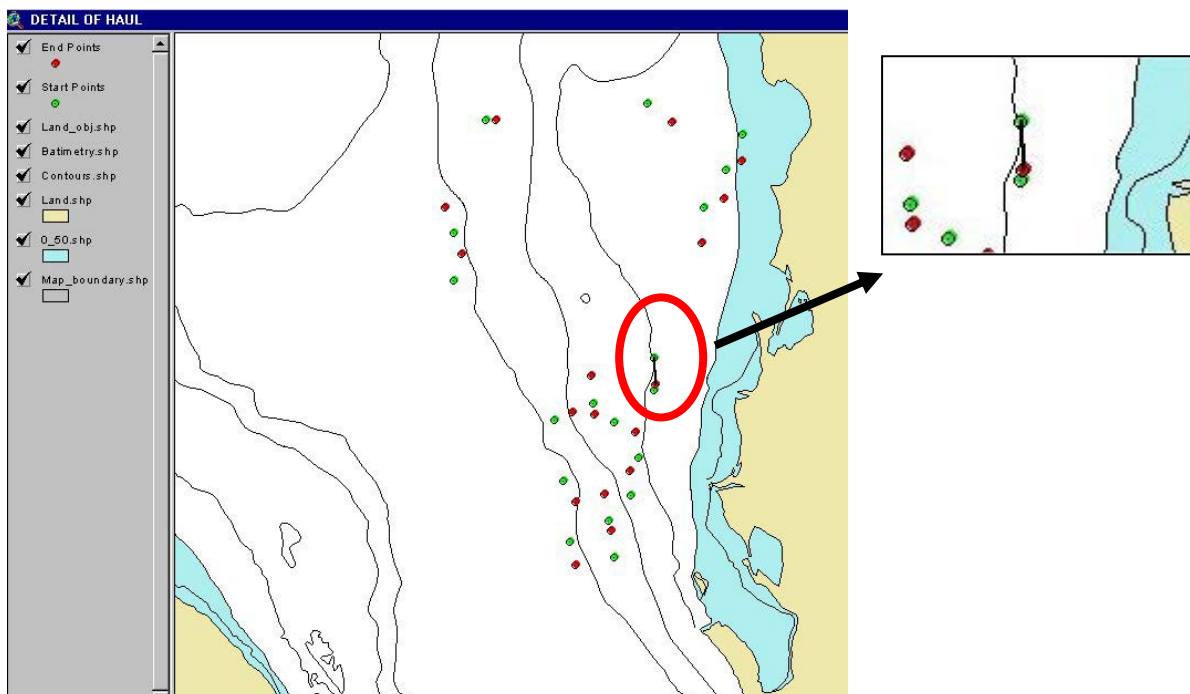 DETAIL OF HAUL
End Points
Start Points
Land_obj.shp
Batimetry.shp
Contours.shp
Land.shp
0_50.shp
Map_boundary.shp